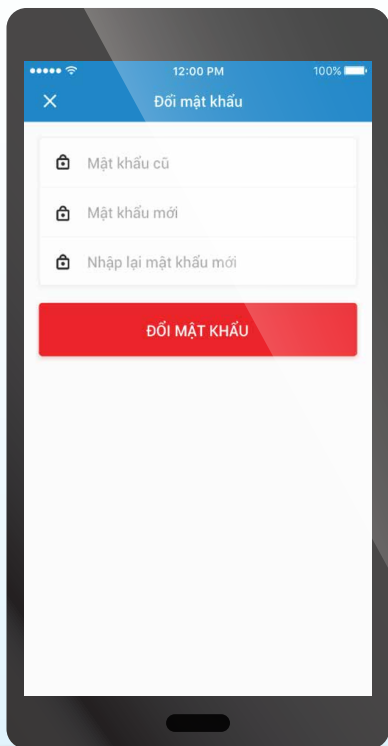 12:00 PM 100%
Đổi mật khẩu
Mật khẩu cũ
Mật khẩu mới
Nhập lại mật khẩu mới
ĐỔI MẬT KHẨU